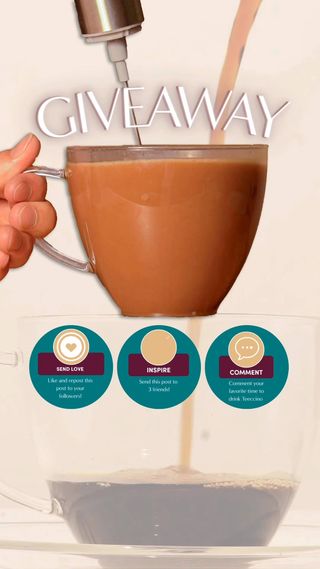 GIVEAWAY
SEND LOVE
Like and repost this
post to your
followers!
INSPIRE
Send this post to
3 friends!
COMMENT
Comment your
favorite time to
drink Teeccino